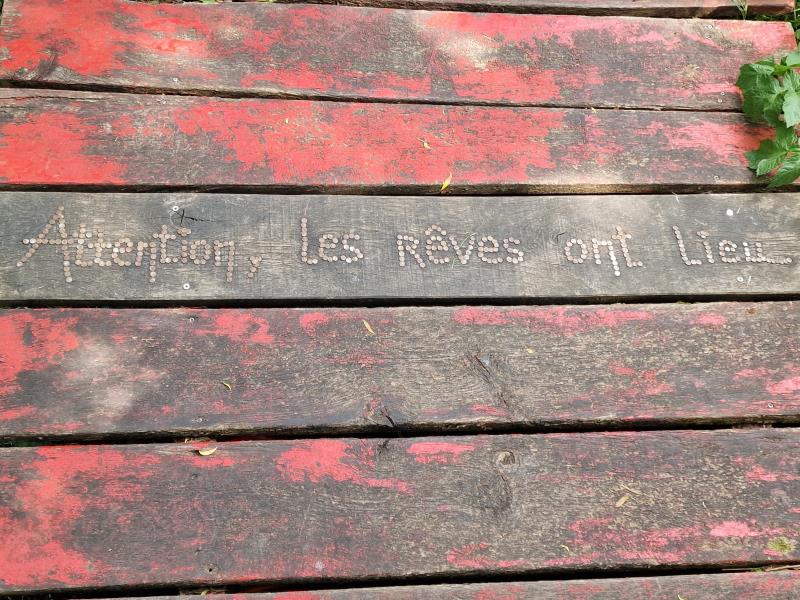 Attention, les rêves ont lieu